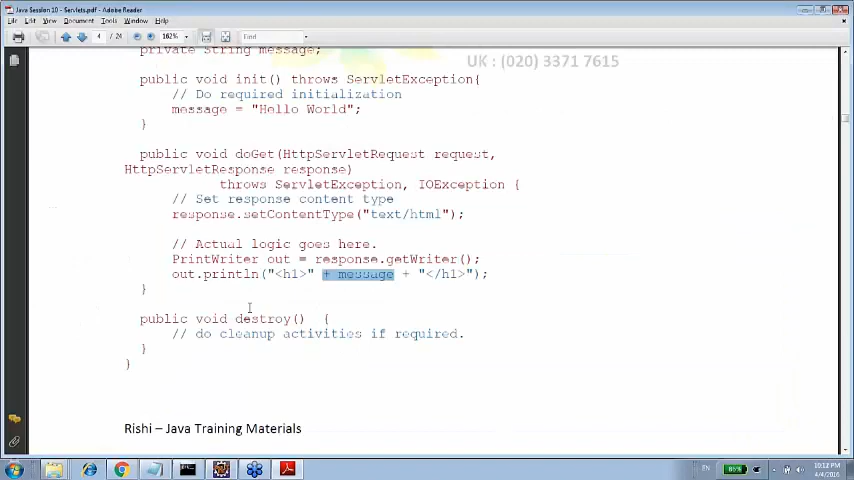 Java Session 10 - Servlets.pdf - Adobe Reader
File Edit View Document Tools Window Help
4 / 24 162% Find
private String message;
UK : (020) 3371 7615
public void init() throws ServletException{
// Do required initialization
message = "Hello World";
}
public void doGet(HttpServletRequest request,
HttpServletResponse response)
throws ServletException, IOException {
// Set response content type
response.setContentType("text/html");
// Actual logic goes here.
PrintWriter out = response.getWriter();
out.println("<h1>" + message + "</h1>");
}
public void destroy() {
// do cleanup activities if required.
}
}
Rishi – Java Training Materials
EN 85% 10:12 PM
4/4/2016